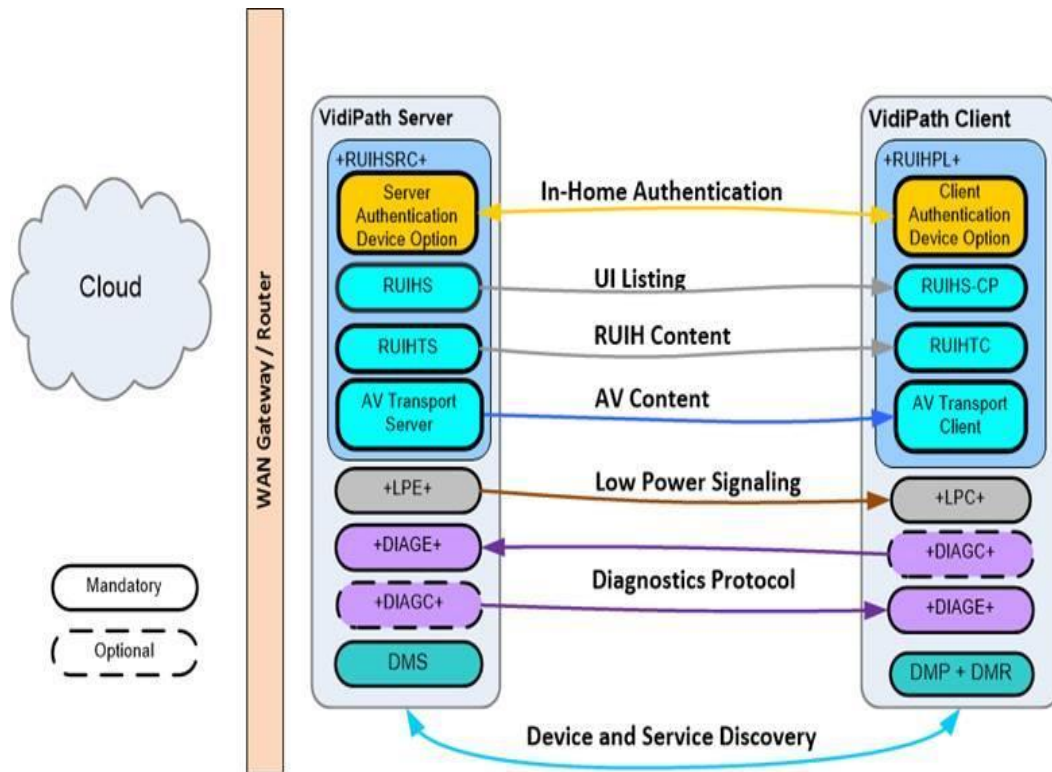 Cloud
WAN Gateway / Router
Mandatory
Optional
VidiPath Server
+RUIHSRC+
Server
Authentication
Device Option
RUIHS
RUIHTS
AV Transport
Server
+LPE+
+DIAGE+
+DIAGC+
DMS
In-Home Authentication
UI Listing
RUIH Content
AV Content
Low Power Signaling
Diagnostics Protocol
Device and Service Discovery
VidiPath Client
+RUIHPL+
Client
Authentication
Device Option
RUIHS-CP
RUIHTC
AV Transport
Client
+LPC+
+DIAGC+
+DIAGE+
DMP + DMR